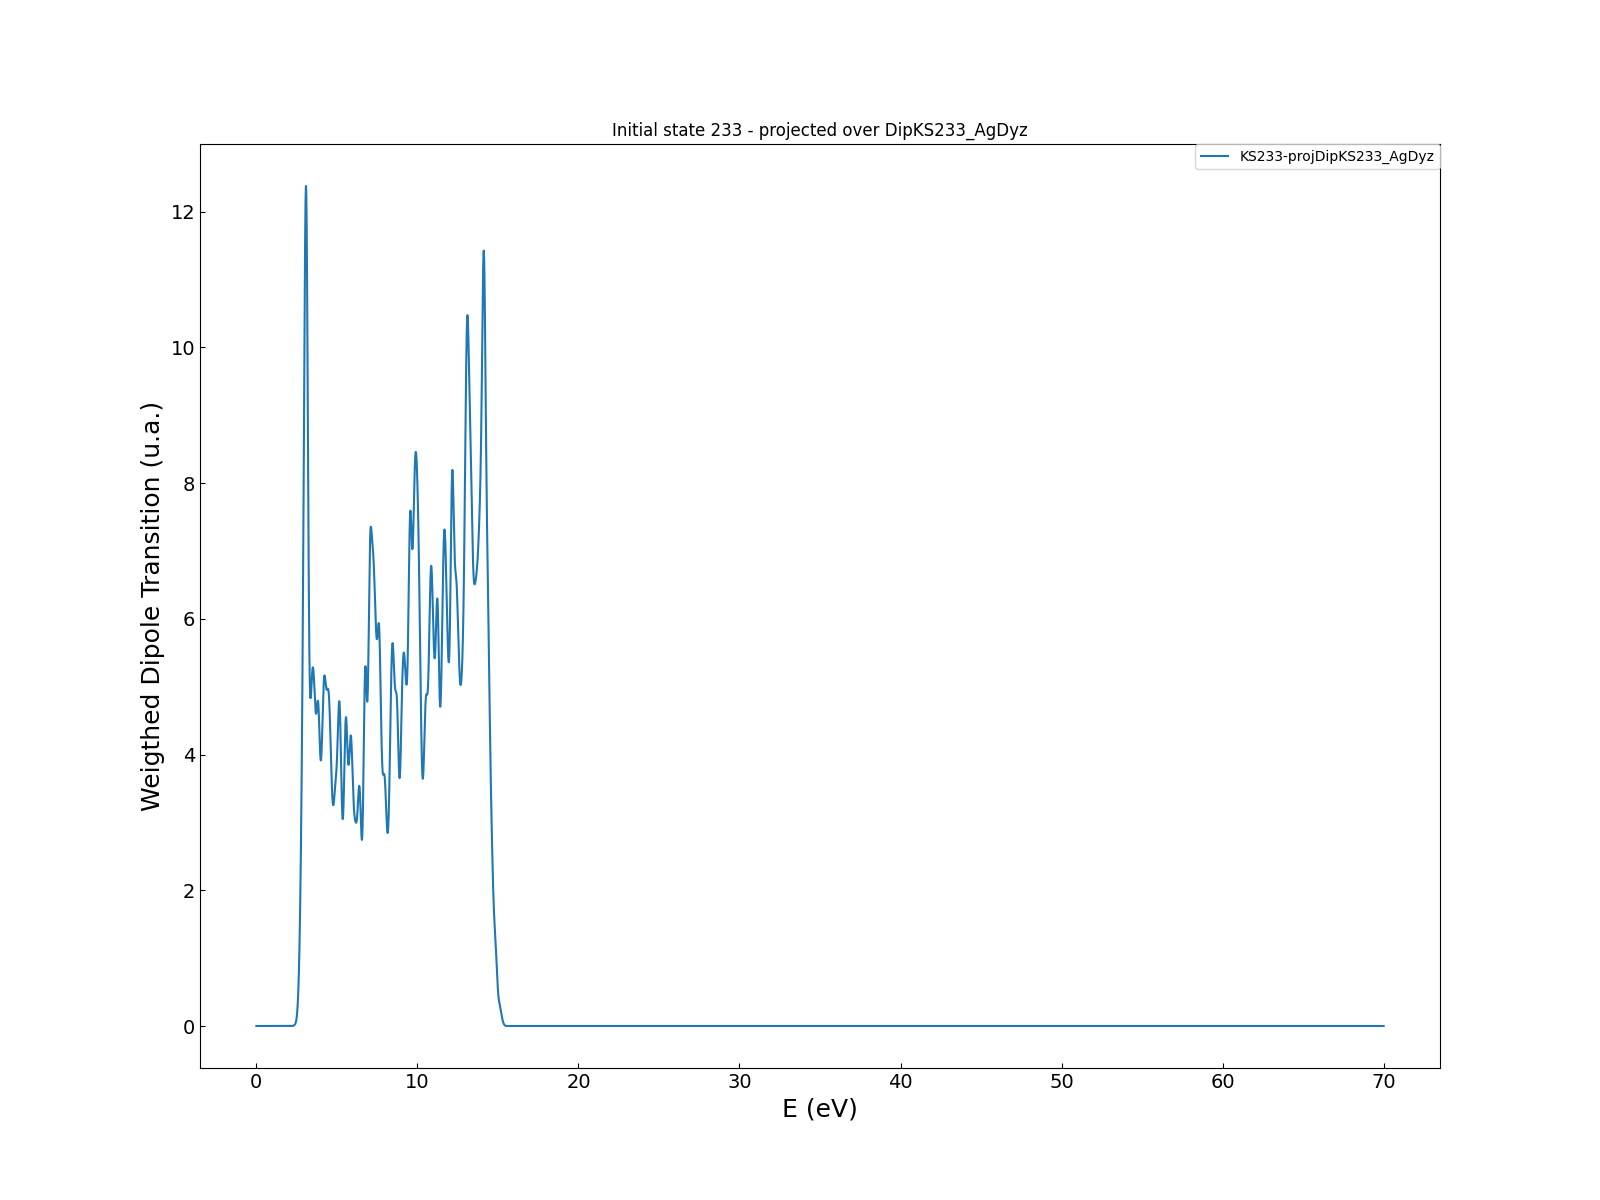 Initial state 233 - projected over DipKS233_AgDyz
KS233-projDipKS233_AgDyz
Weigthed Dipole Transition (u.a.)
12
10
8
6
4
2
0
0 10 20 30 40 50 60 70
E (eV)